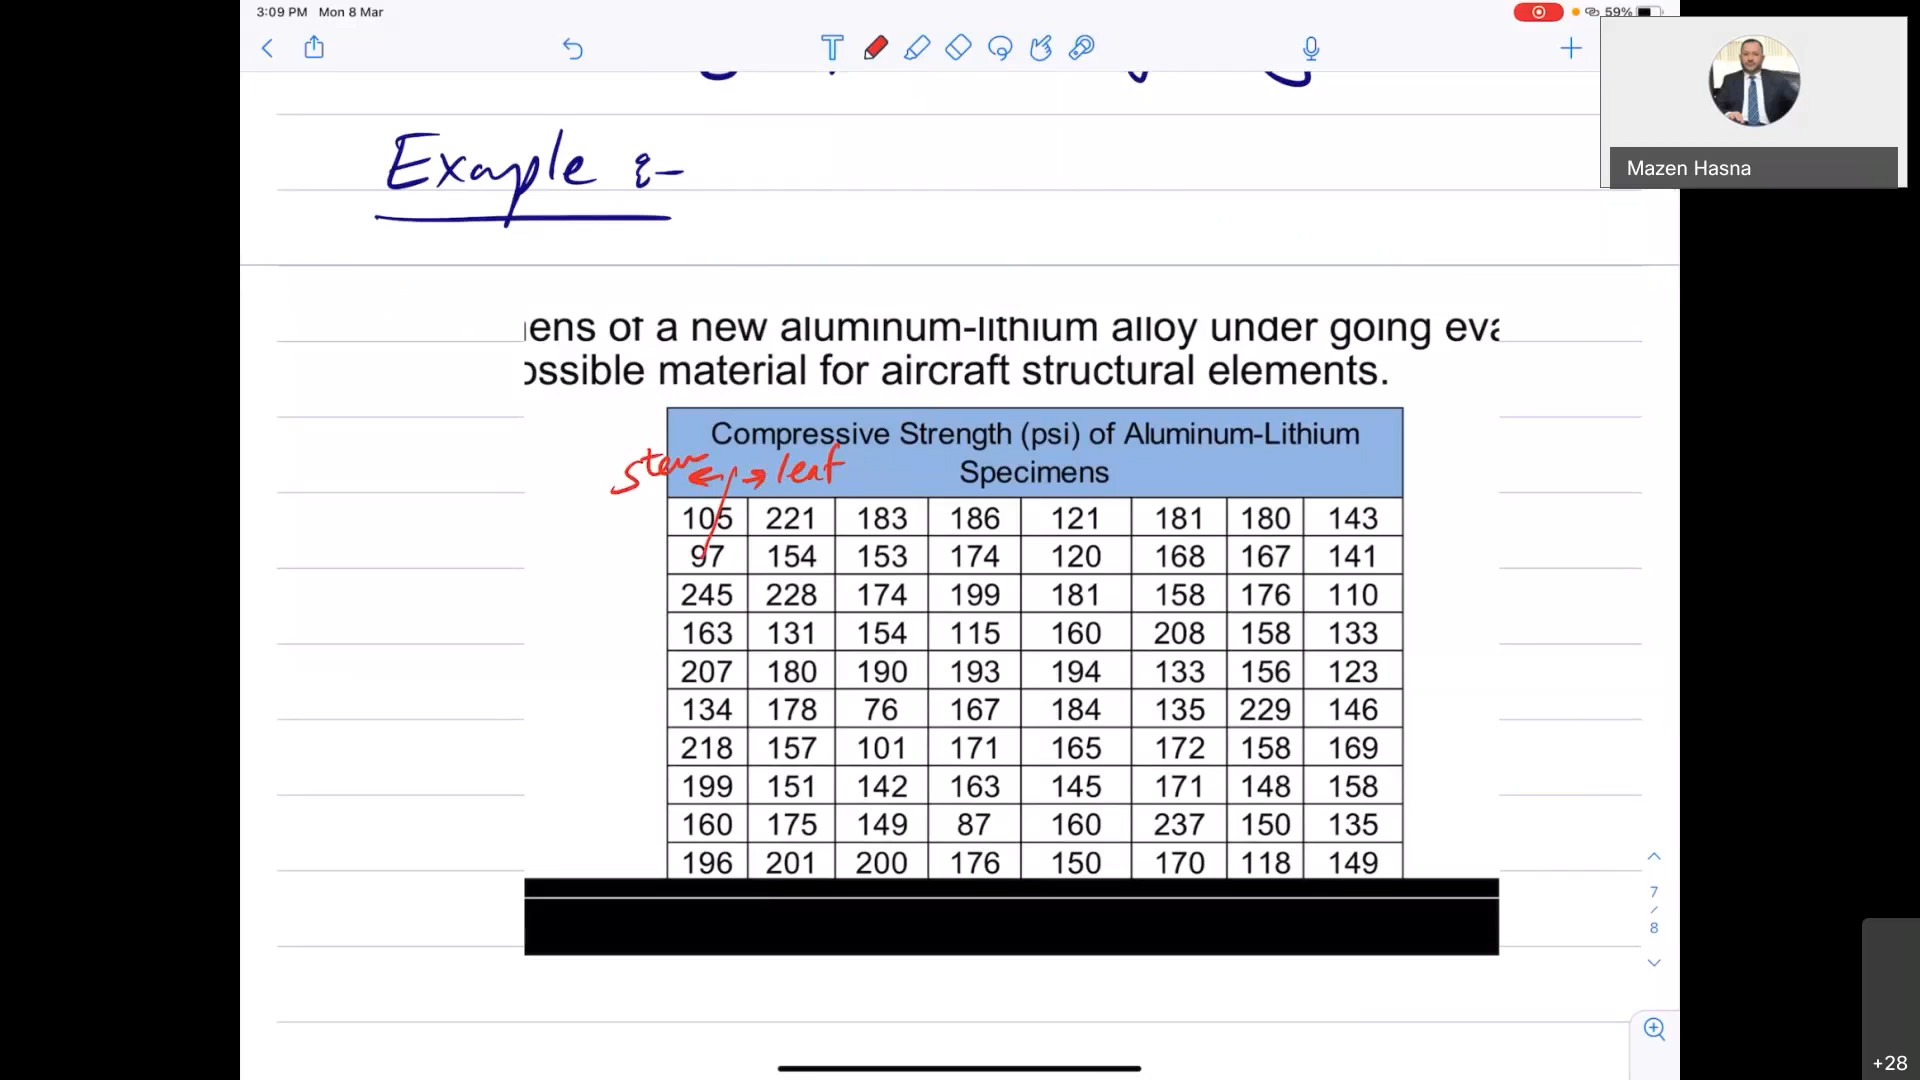 3:09 PM Mon 8 Mar
59%
Mazen Hasna
Example :-
ens of a new aluminum-lithium alloy under going eva
ossible material for aircraft structural elements.
Compressive Strength (psi) of Aluminum-Lithium
Specimens
stem leaf
105 221 183 186 121 181 180 143
97 154 153 174 120 168 167 141
245 228 174 199 181 158 176 110
163 131 154 115 160 208 158 133
207 180 190 193 194 133 156 123
134 178 76 167 184 135 229 146
218 157 101 171 165 172 158 169
199 151 142 163 145 171 148 158
160 175 149 87 160 237 150 135
196 201 200 176 150 170 118 149
7
/
8
+28